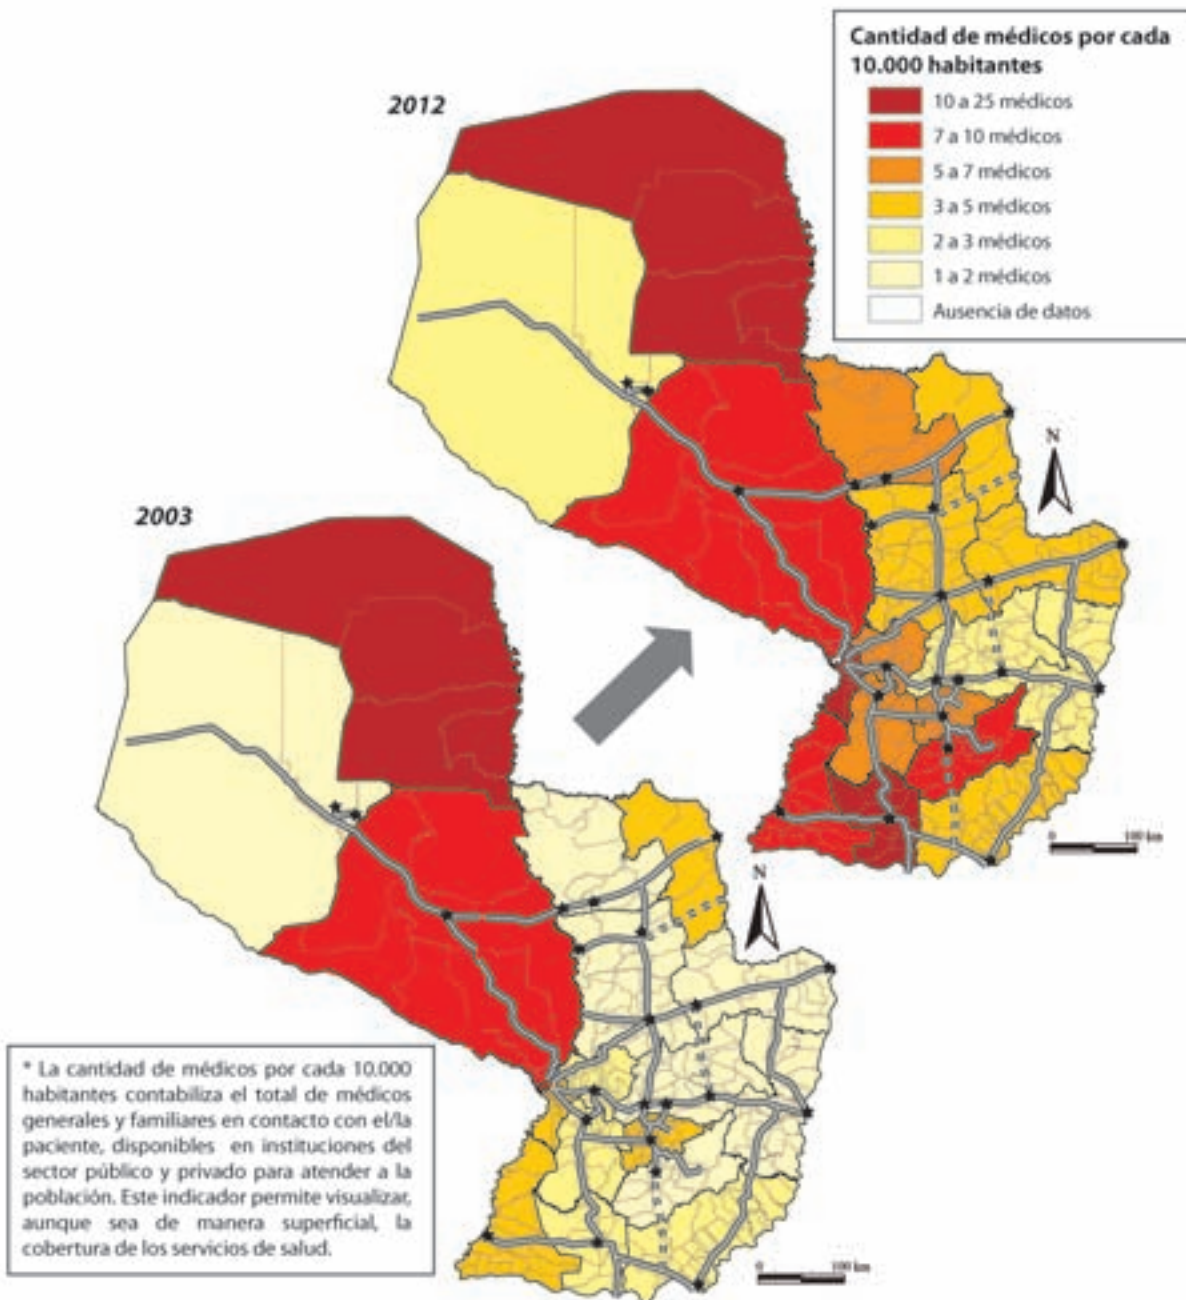 Cantidad de médicos por cada
10.000 habitantes
10 a 25 médicos
7 a 10 médicos
5 a 7 médicos
3 a 5 médicos
2 a 3 médicos
1 a 2 médicos
Ausencia de datos
2012
N
0 100 km
2003
N
0 100 km
* La cantidad de médicos por cada 10.000
habitantes contabiliza el total de médicos
generales y familiares en contacto con el/la
paciente, disponibles en instituciones del
sector público y privado para atender a la
población. Este indicador permite visualizar,
aunque sea de manera superficial, la
cobertura de los servicios de salud.